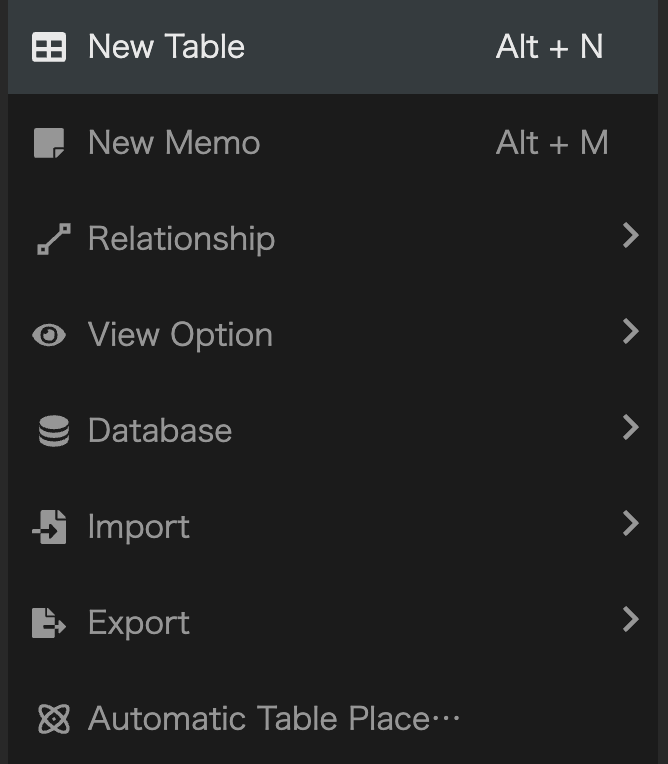 New Table Alt + N
New Memo Alt + M
Relationship
View Option
Database
Import
Export
Automatic Table Place…